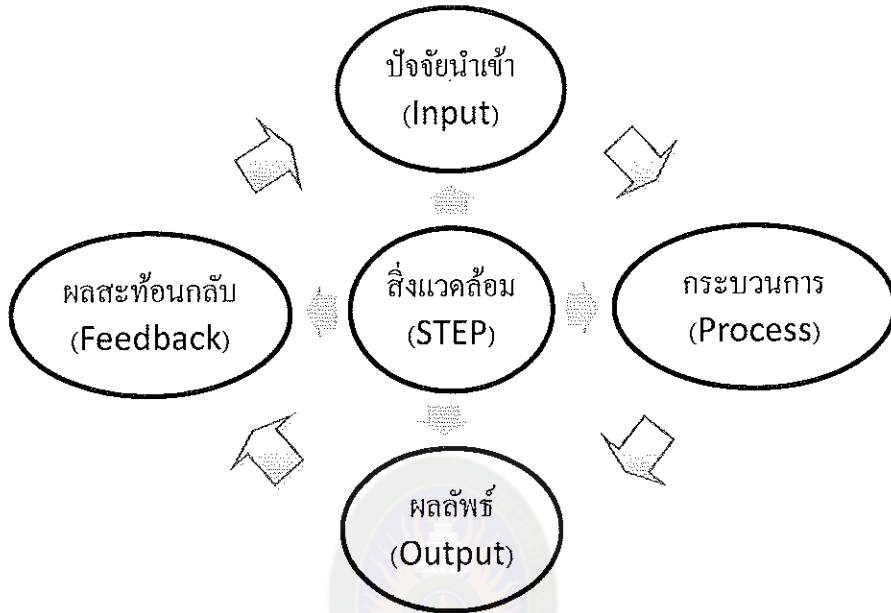 ปัจจัยนำเข้า
(Input)
ผลสะท้อนกลับ
(Feedback)
สิ่งแวดล้อม
(STEP)
กระบวนการ
(Process)
ผลลัพธ์
(Output)